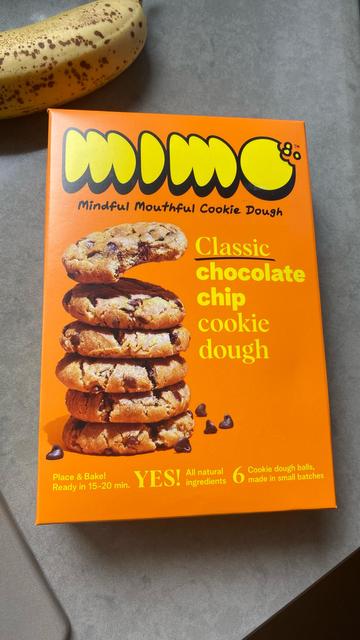 mimo™
Mindful Mouthful Cookie Dough
Classic
chocolate
chip
cookie
dough
Place & Bake!
Ready in 15-20 min.
YES!
All natural
ingredients
6
Cookie dough balls,
made in small batches